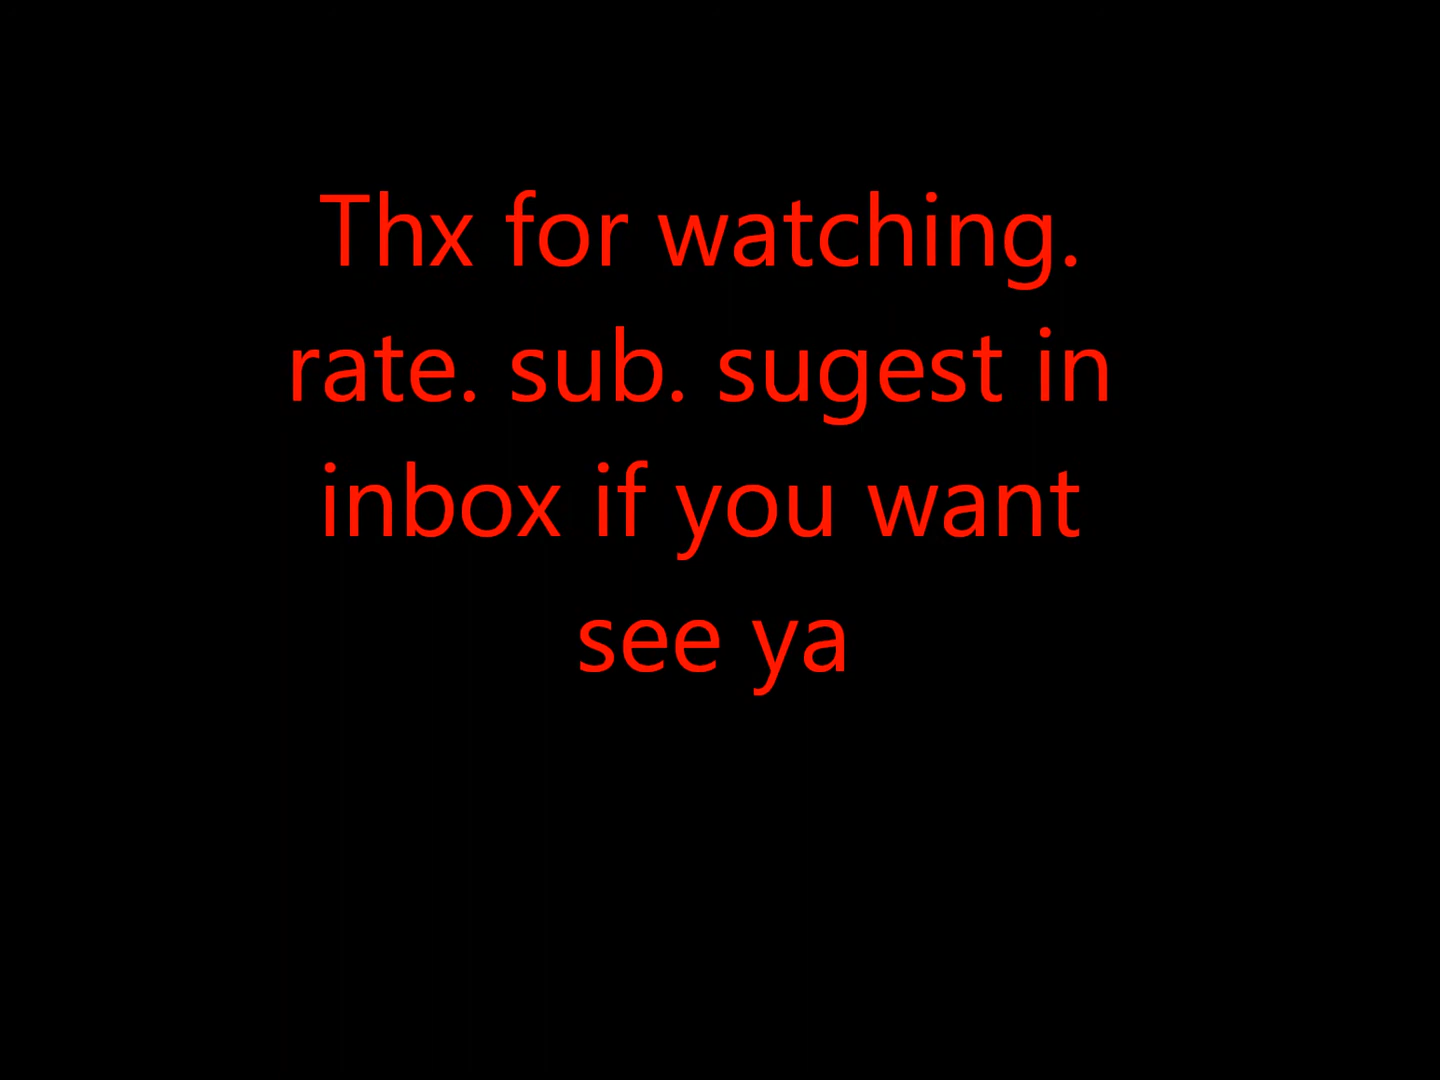 Thx for watching.
rate. sub. sugest in
inbox if you want
see ya